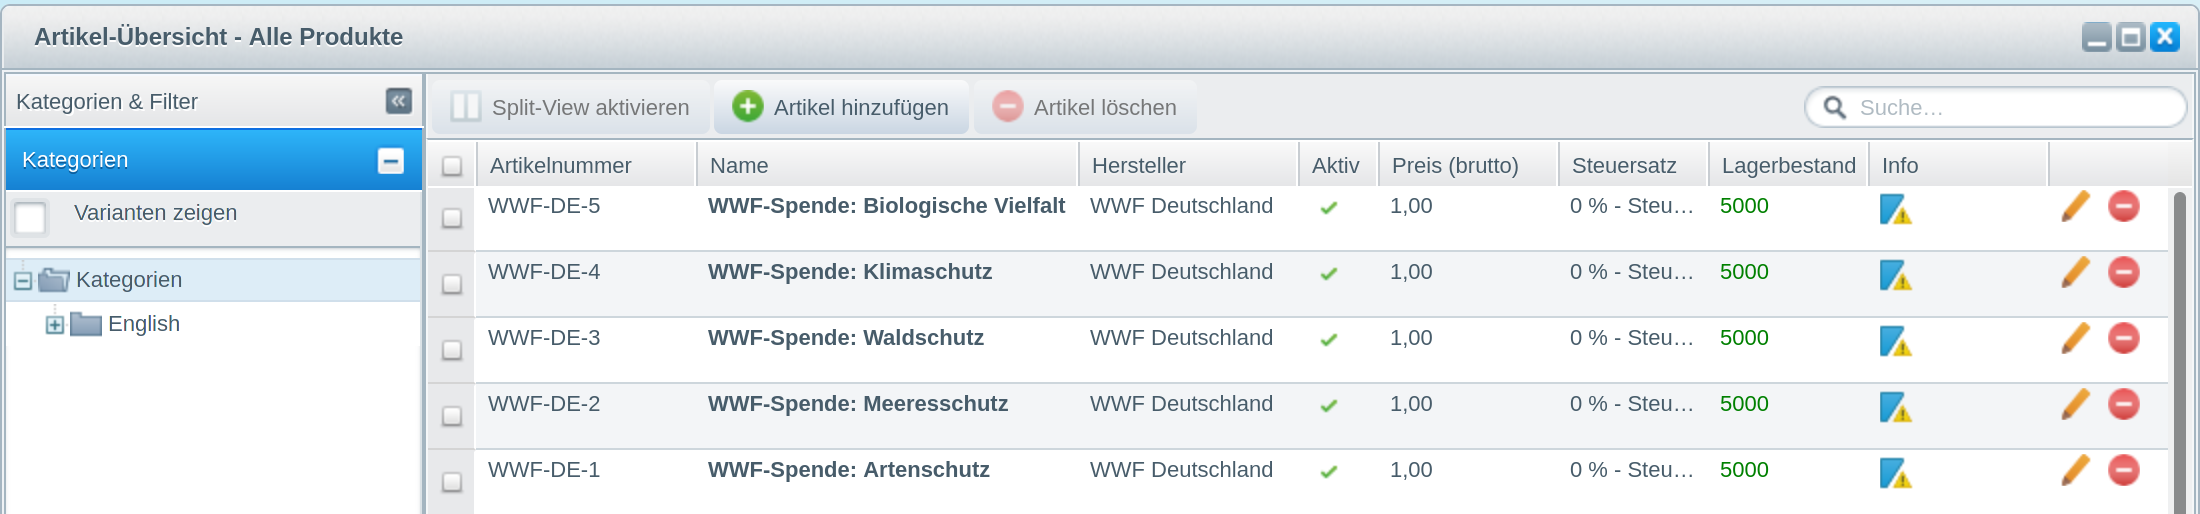 Artikel-Übersicht - Alle Produkte
Kategorien & Filter
Split-View aktivieren Artikel hinzufügen Artikel löschen Suche…
Kategorien
Varianten zeigen
Kategorien
English
Artikelnummer Name Hersteller Aktiv Preis (brutto) Steuersatz Lagerbestand Info
WWF-DE-5 WWF-Spende: Biologische Vielfalt WWF Deutschland 1,00 0 % - Steu… 5000
WWF-DE-4 WWF-Spende: Klimaschutz WWF Deutschland 1,00 0 % - Steu… 5000
WWF-DE-3 WWF-Spende: Waldschutz WWF Deutschland 1,00 0 % - Steu… 5000
WWF-DE-2 WWF-Spende: Meeresschutz WWF Deutschland 1,00 0 % - Steu… 5000
WWF-DE-1 WWF-Spende: Artenschutz WWF Deutschland 1,00 0 % - Steu… 5000